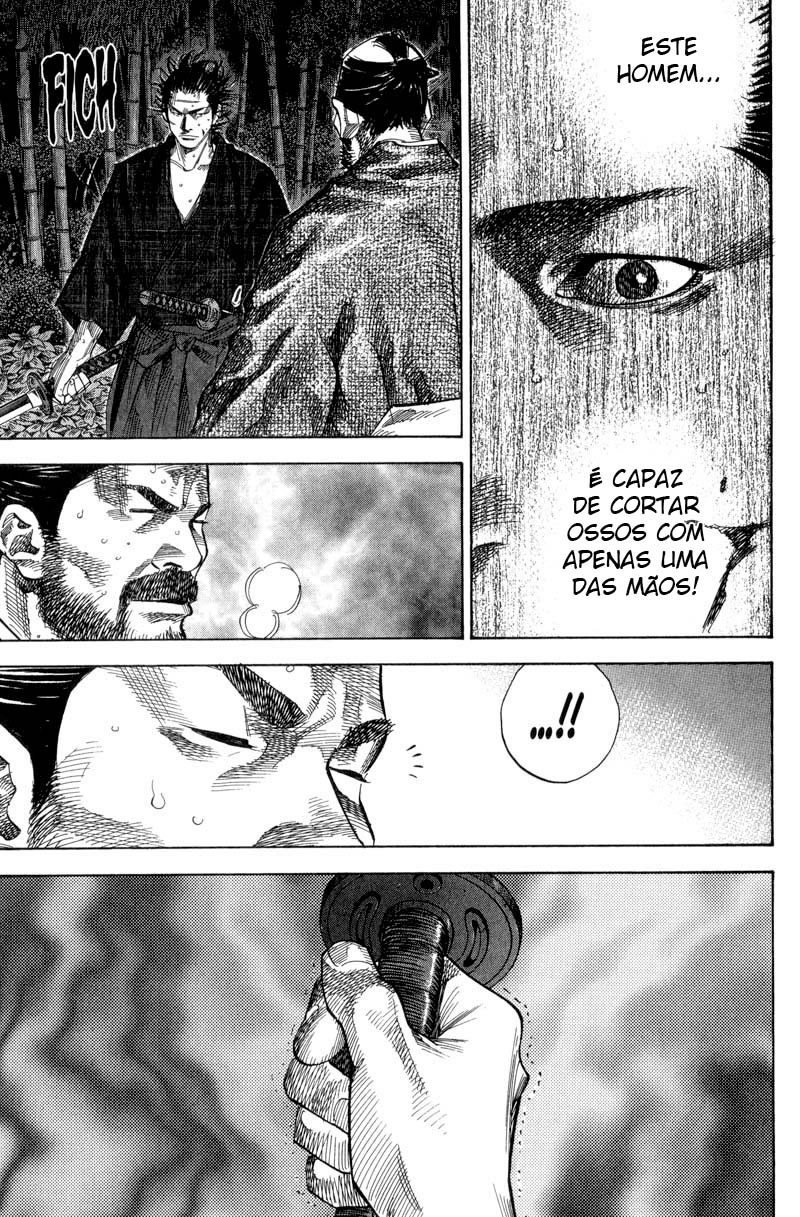 ESTE
HOMEM...
É CAPAZ
DE CORTAR
OSSOS COM
APENAS UMA
DAS MÃOS!
FICH
...!!